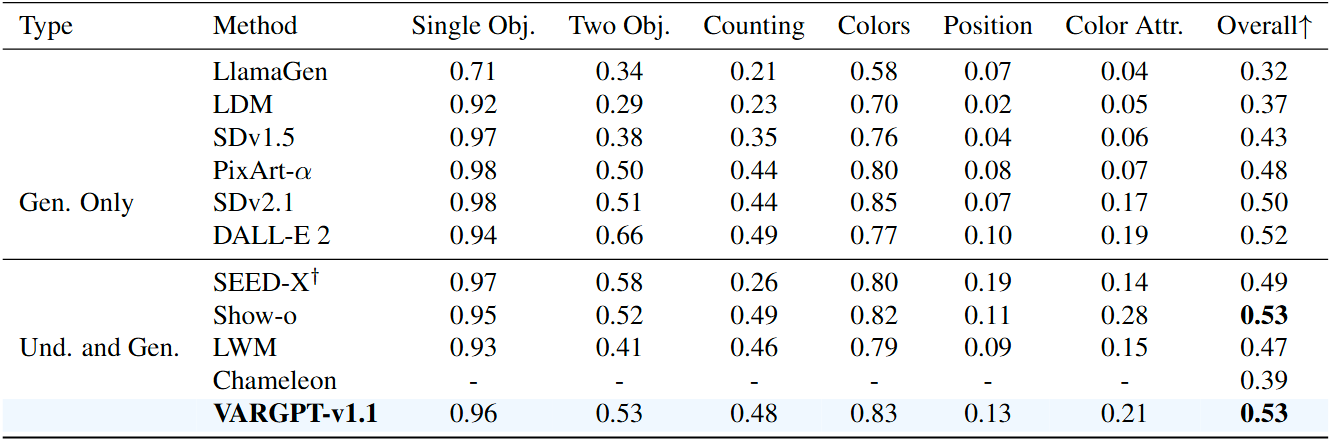 Type Method Single Obj. Two Obj. Counting Colors Position Color Attr. Overall↑
LlamaGen 0.71 0.34 0.21 0.58 0.07 0.04 0.32
LDM 0.92 0.29 0.23 0.70 0.02 0.05 0.37
SDv1.5 0.97 0.38 0.35 0.76 0.04 0.06 0.43
PixArt-α 0.98 0.50 0.44 0.80 0.08 0.07 0.48
Gen. Only SDv2.1 0.98 0.51 0.44 0.85 0.07 0.17 0.50
DALL-E 2 0.94 0.66 0.49 0.77 0.10 0.19 0.52
SEED-X† 0.97 0.58 0.26 0.80 0.19 0.14 0.49
Show-o 0.95 0.52 0.49 0.82 0.11 0.28 0.53
Und. and Gen. LWM 0.93 0.41 0.46 0.79 0.09 0.15 0.47
Chameleon - - - - - - 0.39
VARGPT-v1.1 0.96 0.53 0.48 0.83 0.13 0.21 0.53